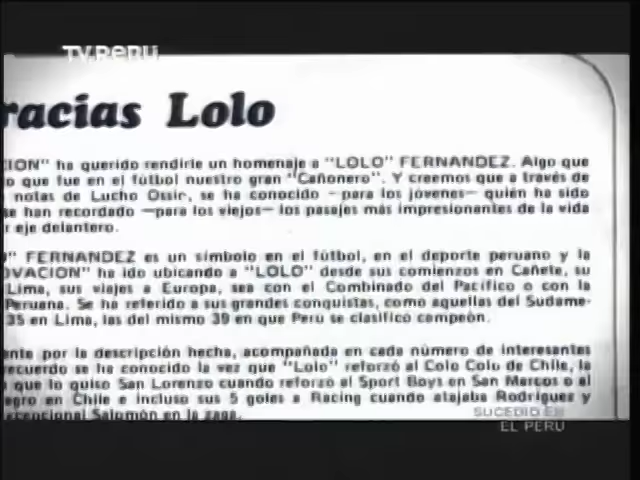 TV.PERU
racias Lolo
ION" ha querido rendirle un homenaje a "LOLO" FERNANDEZ. Algo que
o que fue en el fútbol nuestro gran "Cañonero". Y creemos que a través de
notas de Lucho Ossir, se ha conocido —para los jóvenes— quién ha sido
se han recordado —para los viejos— los pasajes más impresionantes de la vida
r eje delantero.
" FERNANDEZ es un símbolo en el fútbol, en el deporte peruano y la
OVACION" ha ido ubicando a "LOLO" desde sus comienzos en Cañete, su
Lima, sus viajes a Europa, sea con el Combinado del Pacífico o con la
Peruana. Se ha referido a sus grandes conquistas, como aquellas del Sudame-
35 en Lima, las del mismo 39 en que Perú se clasificó campeón.
nte por la descripción hecha, acompañada en cada número de interesantes
recuerdo se ha conocido la vez que "Lolo" reforzó al Colo Colo de Chile, la
que lo quiso San Lorenzo cuando reforzó al Sport Boys en San Marcos o al
egro en Chile e incluso sus 5 goles a Racing cuando atajaba Rodríguez y
excepcional Salomón en la zaga.
SUCEDIO EN
EL PERU